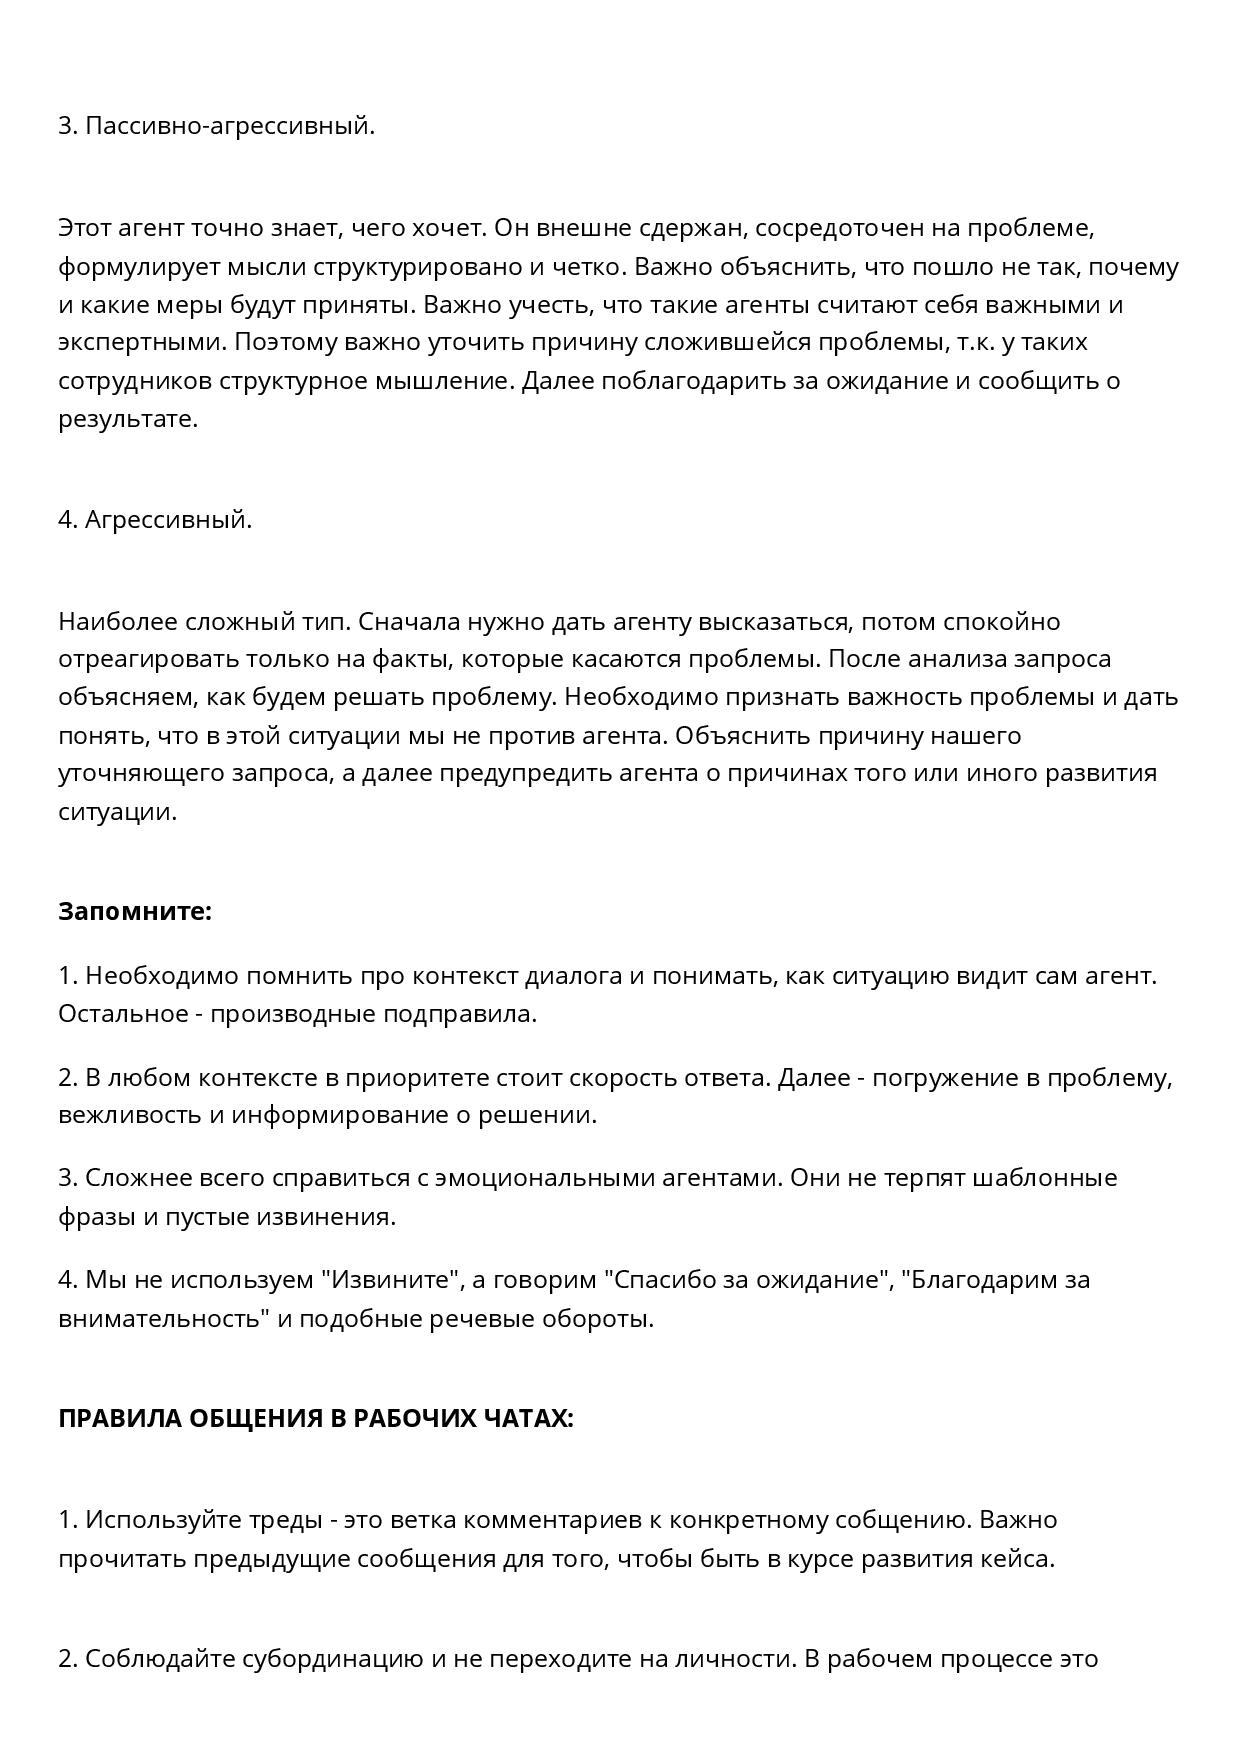 3. Пассивно-агрессивный.
Этот агент точно знает, чего хочет. Он внешне сдержан, сосредоточен на проблеме,
формулирует мысли структурировано и четко. Важно объяснить, что пошло не так, почему
и какие меры будут приняты. Важно учесть, что такие агенты считают себя важными и
экспертными. Поэтому важно уточнить причину сложившейся проблемы, т.к. у таких
сотрудников структурное мышление. Далее поблагодарить за ожидание и сообщить о
результате.
4. Агрессивный.
Наиболее сложный тип. Сначала нужно дать агенту высказаться, потом спокойно
отреагировать только на факты, которые касаются проблемы. После анализа запроса
объясняем, как будем решать проблему. Необходимо признать важность проблемы и дать
понять, что в этой ситуации мы не против агента. Объяснить причину нашего
уточняющего запроса, а далее предупредить агента о причинах того или иного развития
ситуации.
Запомните:
1. Необходимо помнить про контекст диалога и понимать, как ситуацию видит сам агент.
Остальное - производные подправила.
2. В любом контексте в приоритете стоит скорость ответа. Далее - погружение в проблему,
вежливость и информирование о решении.
3. Сложнее всего справиться с эмоциональными агентами. Они не терпят шаблонные
фразы и пустые извинения.
4. Мы не используем "Извините", а говорим "Спасибо за ожидание", "Благодарим за
внимательность" и подобные речевые обороты.
ПРАВИЛА ОБЩЕНИЯ В РАБОЧИХ ЧАТАХ:
1. Используйте треды - это ветка комментариев к конкретному собщению. Важно
прочитать предыдущие сообщения для того, чтобы быть в курсе развития кейса.
2. Соблюдайте субординацию и не переходите на личности. В рабочем процессе это